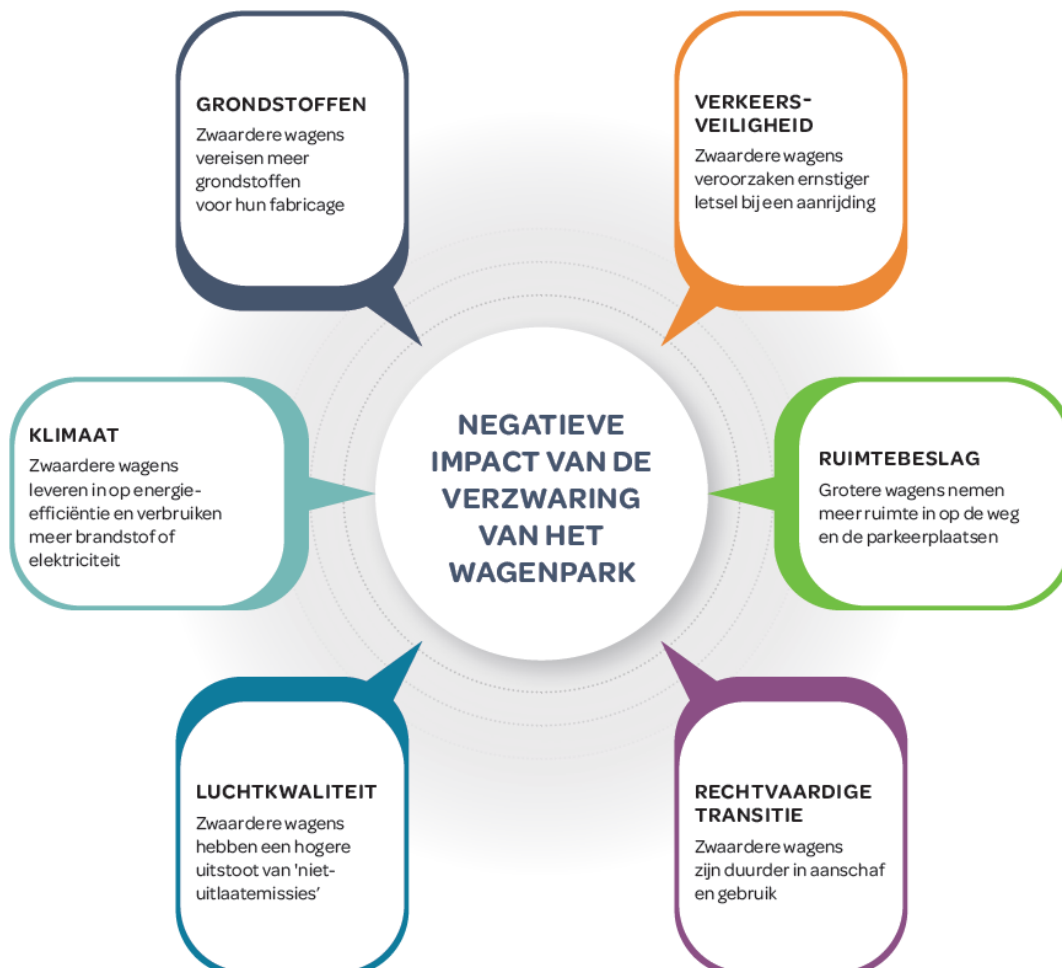 GRONDSTOFFEN
Zwaardere wagens
vereisen meer
grondstoffen
voor hun fabricage
VERKEERS-
VEILIGHEID
Zwaardere wagens
veroorzaken ernstiger
letsel bij een aanrijding
KLIMAAT
Zwaardere wagens
leveren in op energie-
efficiëntie en verbruiken
meer brandstof of
elektriciteit
NEGATIEVE
IMPACT VAN DE
VERZWARING
VAN HET
WAGENPARK
RUIMTEBESLAG
Grotere wagens nemen
meer ruimte in op de weg
en de parkeerplaatsen
LUCHTKWALITEIT
Zwaardere wagens
hebben een hogere
uitstoot van 'niet-
uitlaatemissies’
RECHTVAARDIGE
TRANSITIE
Zwaardere wagens
zijn duurder in aanschaf
en gebruik